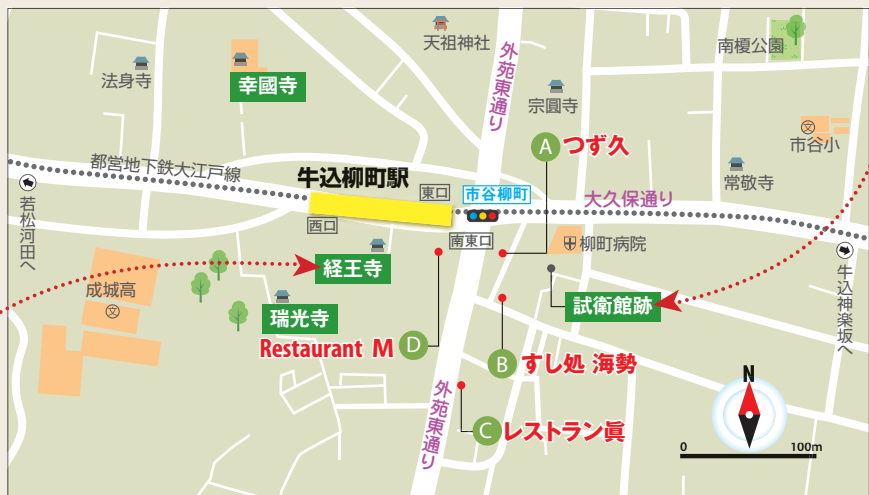 天祖神社
外苑東通り
南榎公園
法身寺
幸國寺
宗圓寺
A つず久
市谷小
都営地下鉄大江戸線
牛込柳町駅
東口
市谷柳町
大久保通り
常敬寺
若松河田へ
西口
南東口
柳町病院
牛込神楽坂へ
経王寺
成城高
試衛館跡
瑞光寺
Restaurant M D
B すし処 海勢
外苑東通り
C レストラン眞
N
0 100m